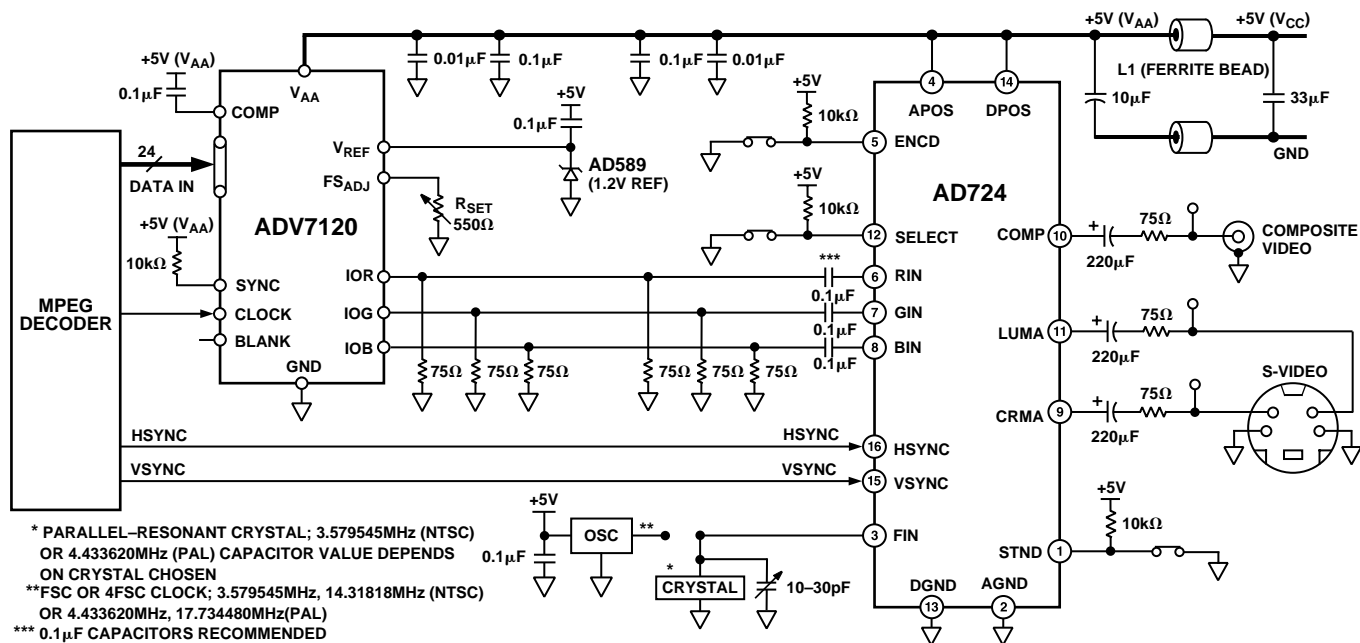 +5V (VAA)
+5V (VCC)
L1 (FERRITE BEAD)
10µF
33µF
GND
0.01µF
0.1µF
0.1µF
0.01µF
+5V (VAA)
0.1µF
COMP
VAA
24
DATA IN
+5V (VAA)
10kΩ
SYNC
CLOCK
BLANK
GND
ADV7120
VREF
FSADJ
IOR
IOG
IOB
MPEG
DECODER
+5V
0.1µF
AD589
(1.2V REF)
RSET
550Ω
75Ω
75Ω
75Ω
75Ω
75Ω
75Ω
+5V
10kΩ
+5V
10kΩ
***
0.1µF
0.1µF
0.1µF
4
APOS
14
DPOS
5
ENCD
AD724
12
SELECT
6
RIN
7
GIN
8
BIN
16
HSYNC
15
VSYNC
3
FIN
13
DGND
2
AGND
COMP
10
LUMA
11
CRMA
9
STND
1
220µF
+
75Ω
COMPOSITE
VIDEO
220µF
+
75Ω
220µF
+
75Ω
S-VIDEO
+5V
10kΩ
HSYNC
HSYNC
VSYNC
VSYNC
+5V
0.1µF
OSC
**
*
CRYSTAL
10–30pF
* PARALLEL–RESONANT CRYSTAL; 3.579545MHz (NTSC)
OR 4.433620MHz (PAL) CAPACITOR VALUE DEPENDS
ON CRYSTAL CHOSEN
**FSC OR 4FSC CLOCK; 3.579545MHz, 14.31818MHz (NTSC)
OR 4.433620MHz, 17.734480MHz(PAL)
*** 0.1µF CAPACITORS RECOMMENDED